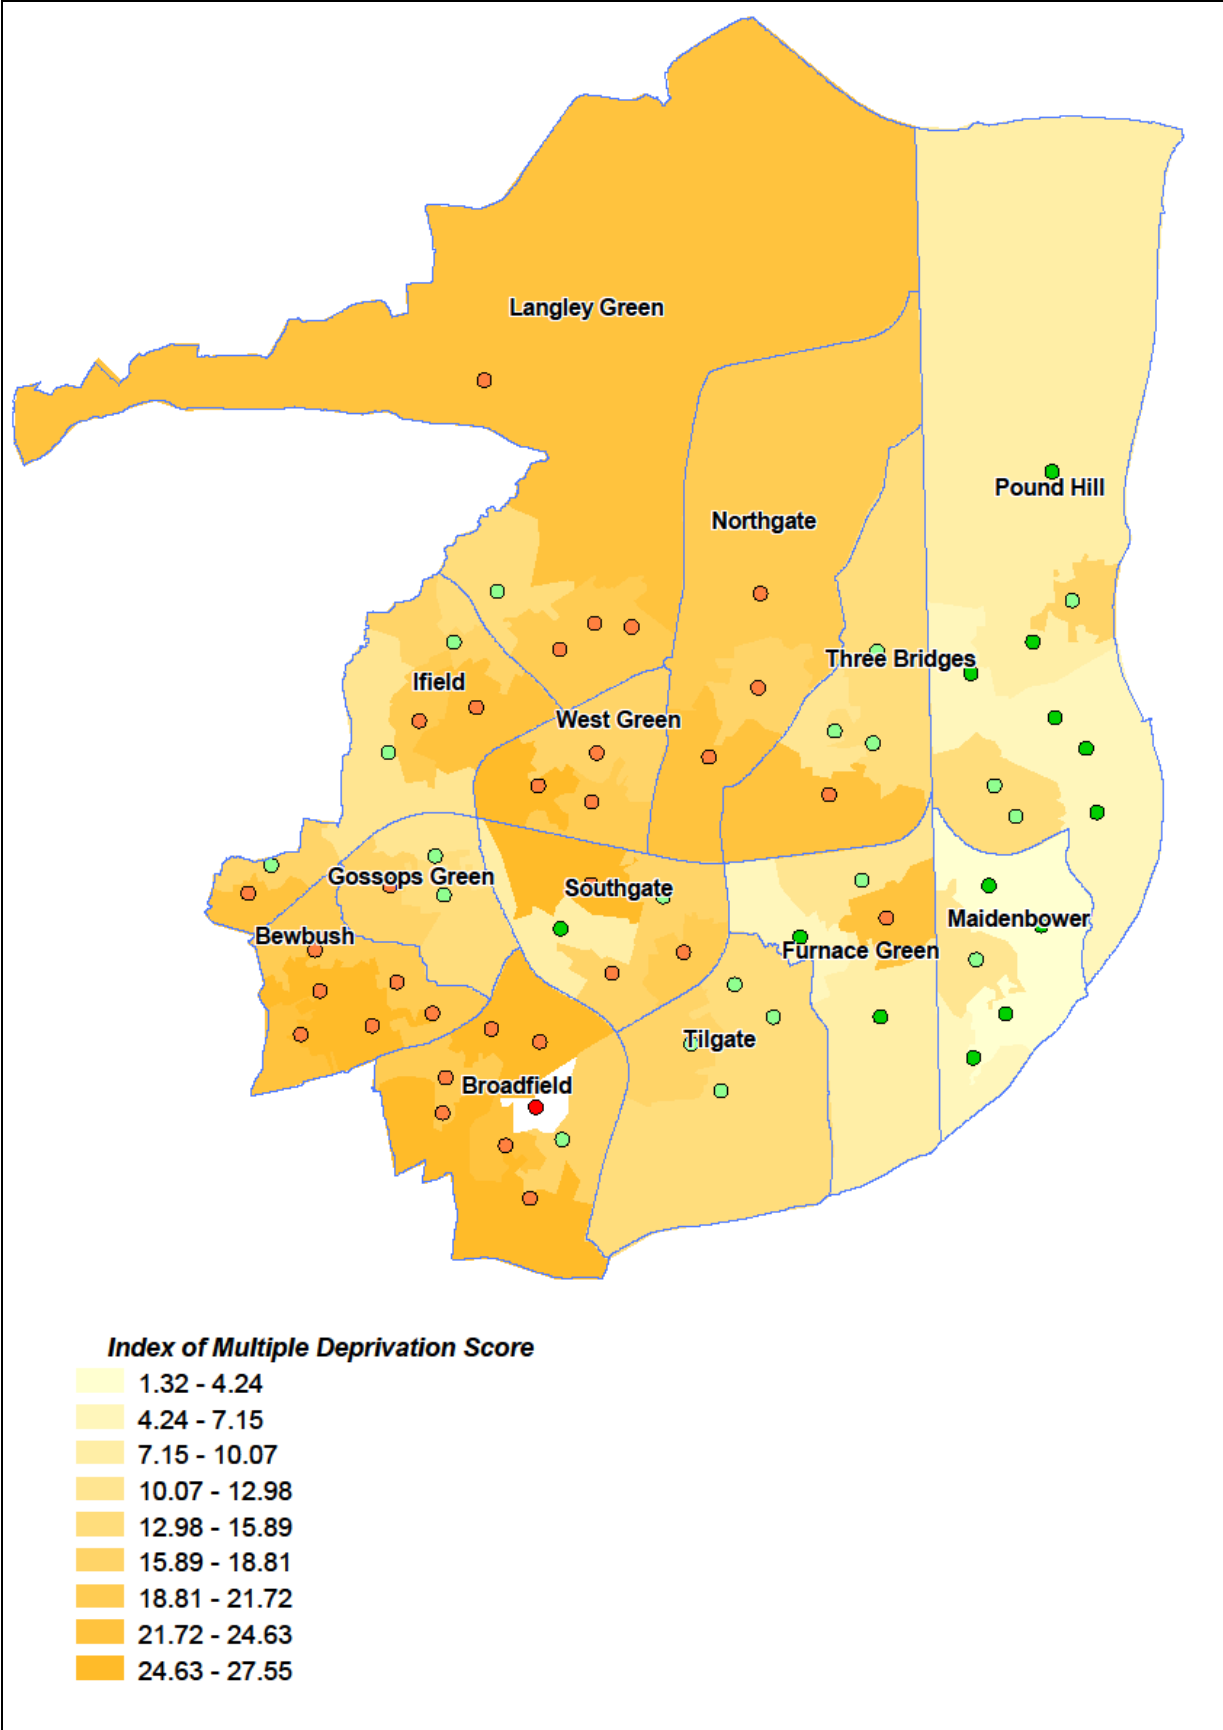 Langley Green
Pound Hill
Northgate
Three Bridges
Ifield
West Green
Gossops Green
Southgate
Maidenbower
Bewbush
Furnace Green
Tilgate
Broadfield
Index of Multiple Deprivation Score
1.32 - 4.24
4.24 - 7.15
7.15 - 10.07
10.07 - 12.98
12.98 - 15.89
15.89 - 18.81
18.81 - 21.72
21.72 - 24.63
24.63 - 27.55